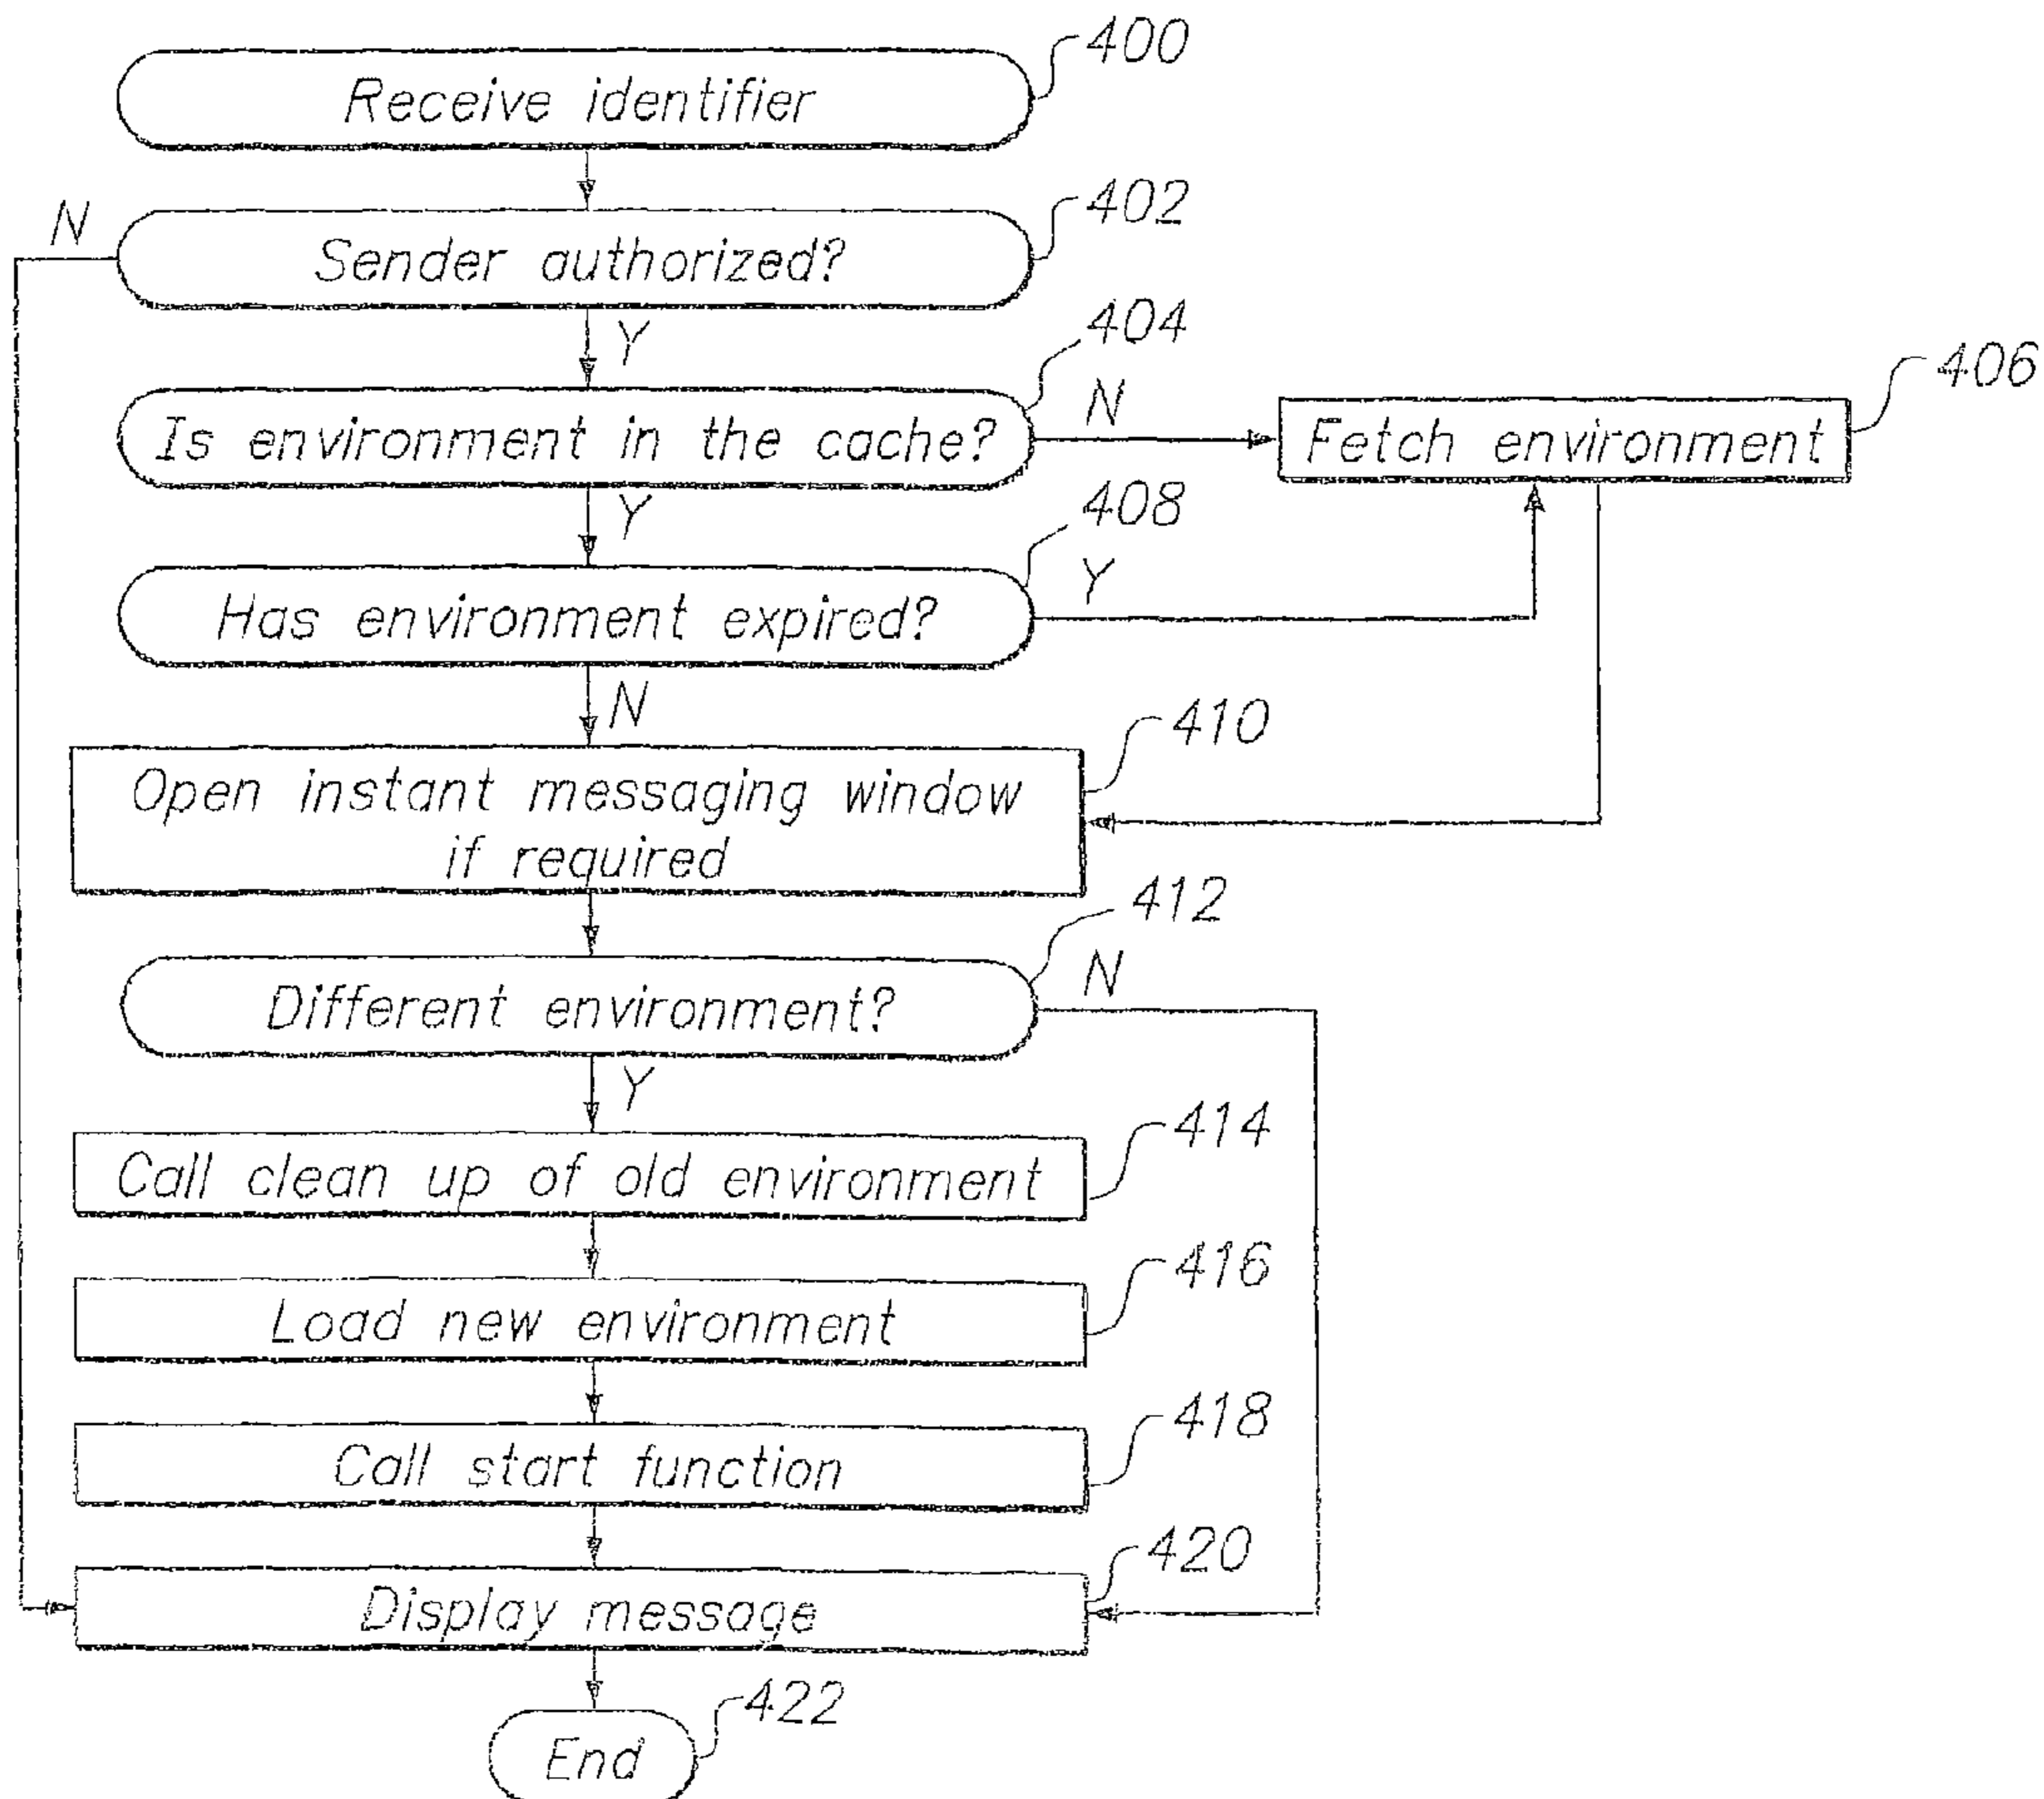 400
Receive identifier
402
N
Sender authorized?
Y
404
N
406
Is environment in the cache?
Fetch environment
Y
408
Y
Has environment expired?
N
410
Open instant messaging window
if required
412
N
Different environment?
Y
414
Call clean up of old environment
416
Load new environment
418
Call start function
420
Display message
422
End